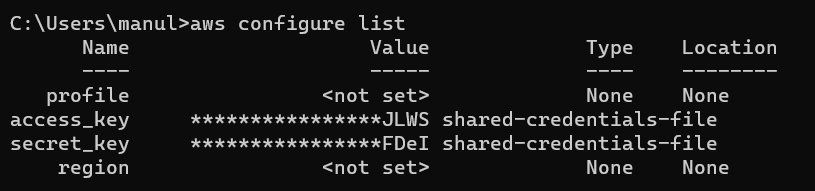 C:\Users\manul>aws configure list
      Name                    Value             Type    Location
      ----                    -----             ----    --------
   profile                <not set>             None    None
access_key     ****************JLWS shared-credentials-file
secret_key     ****************FDeI shared-credentials-file
    region                <not set>             None    None